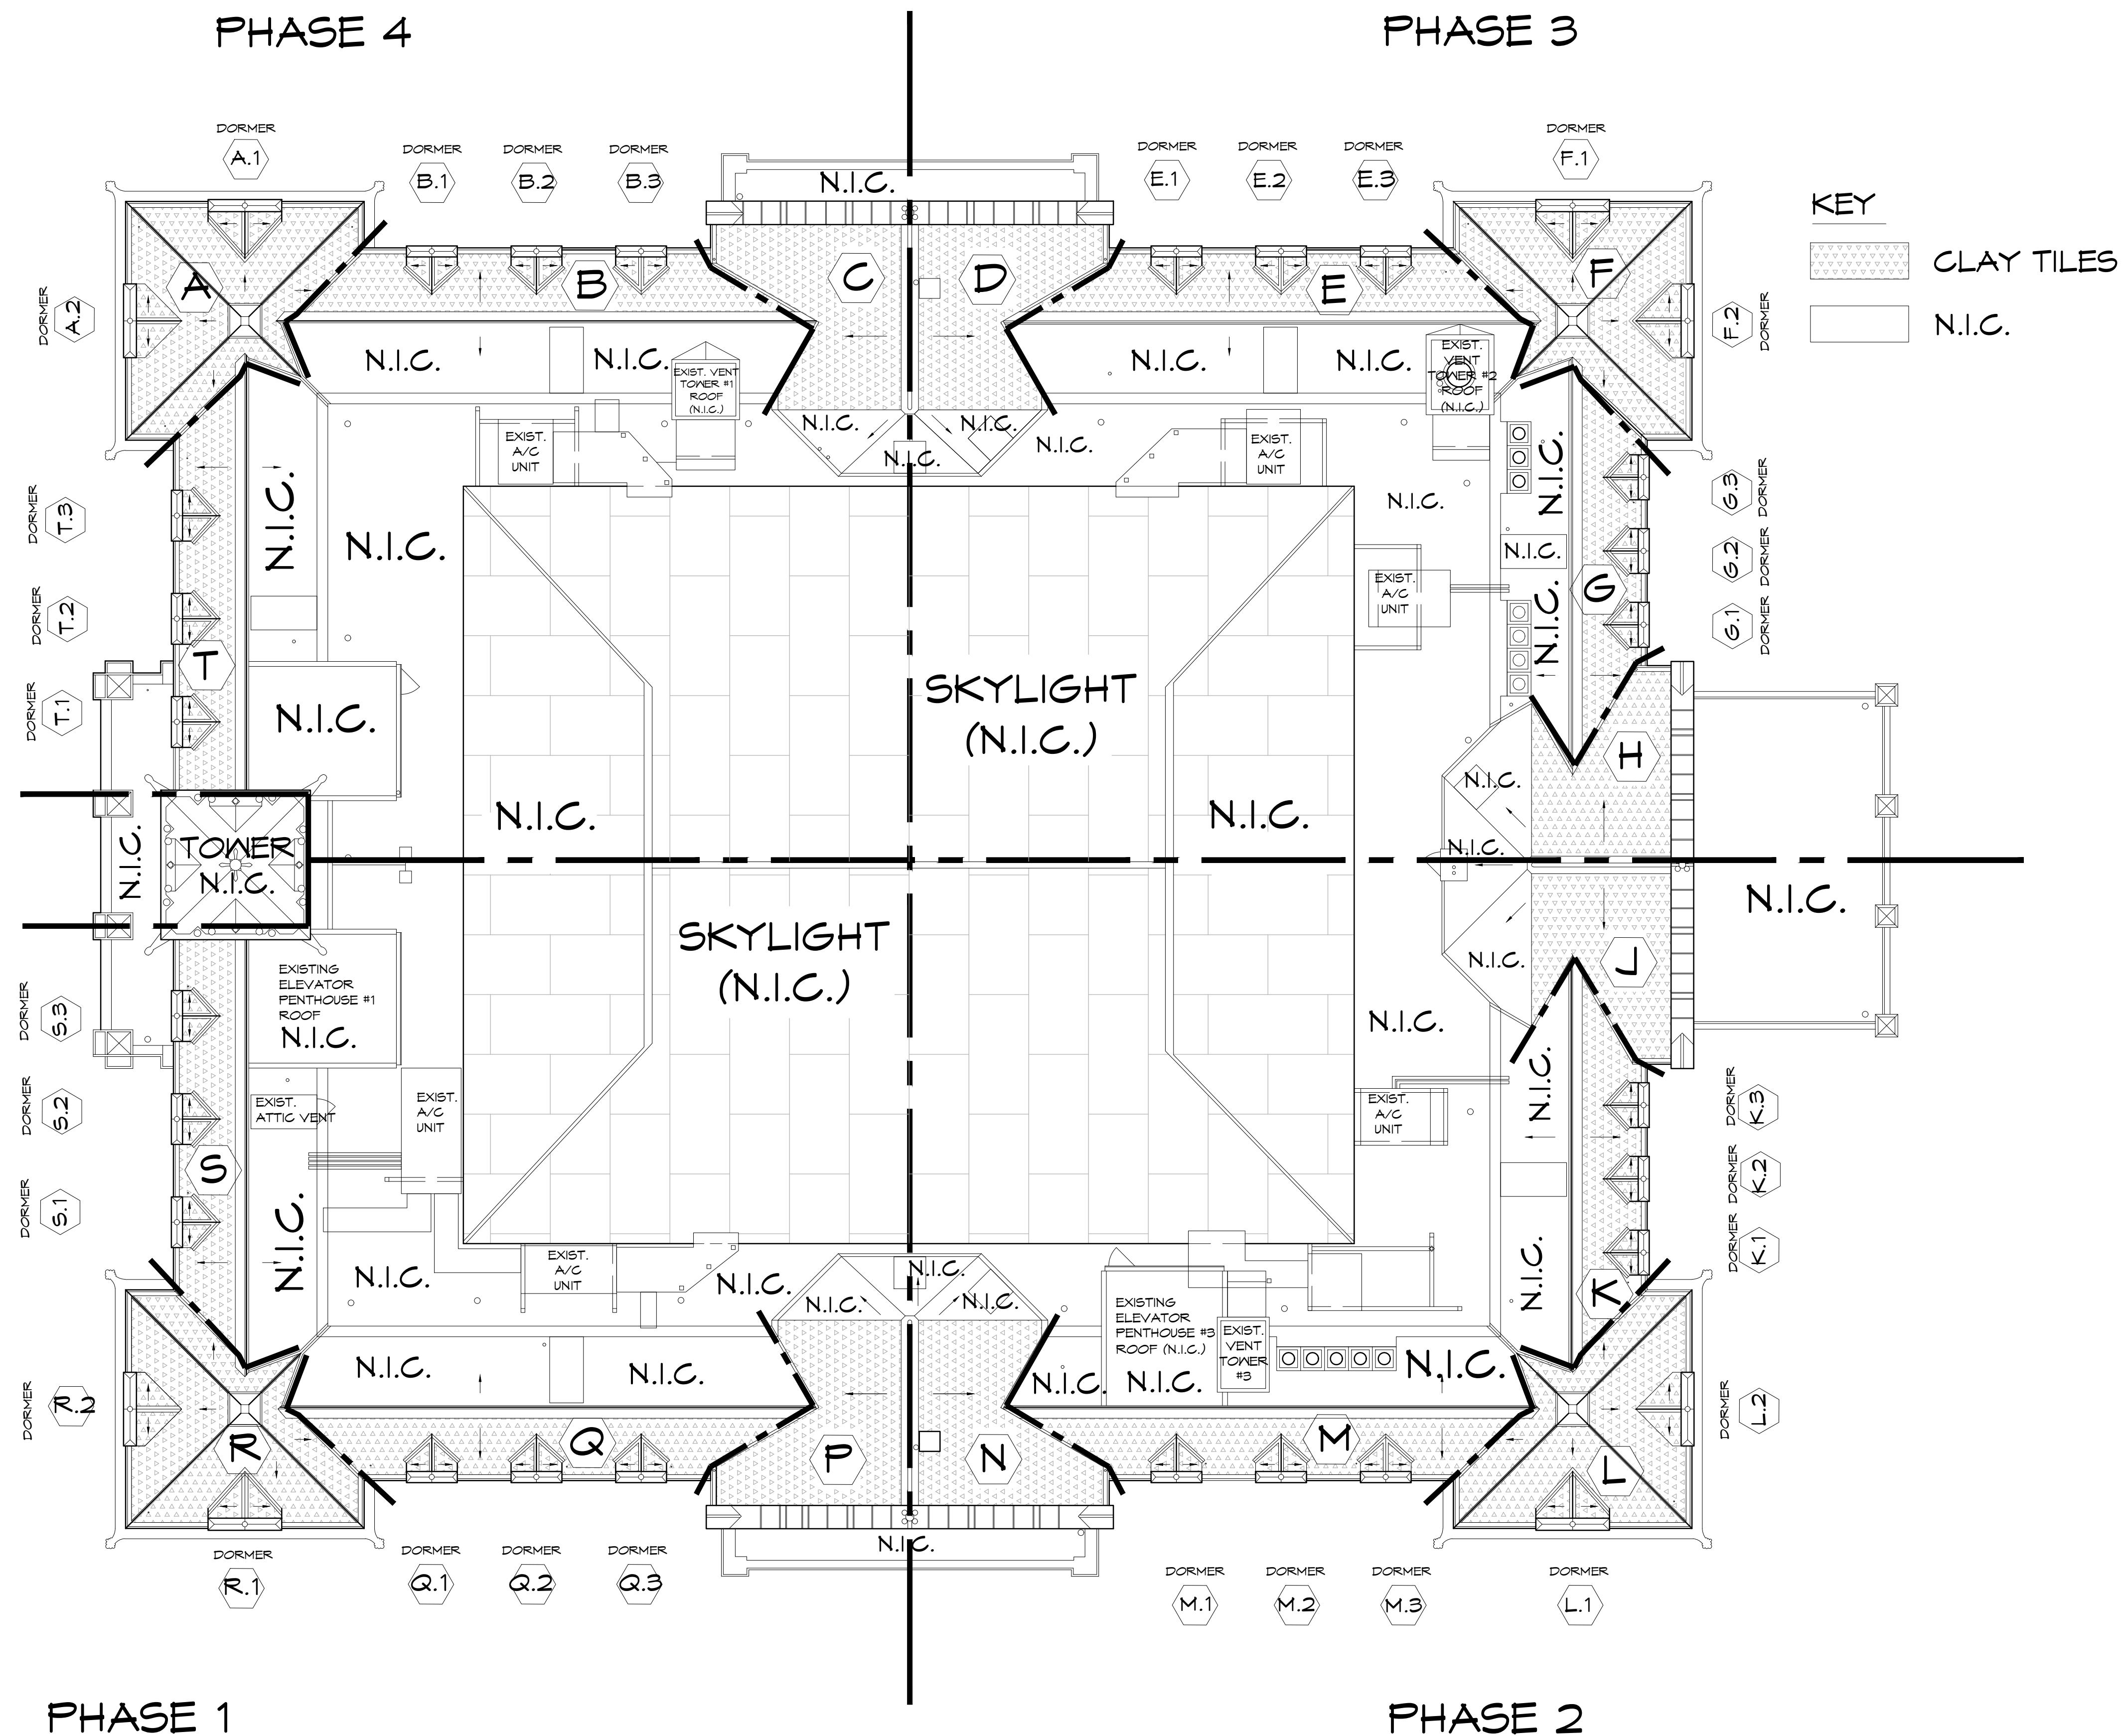 PHASE 4
PHASE 3
DORMER
A.1
DORMER
B.1
DORMER
B.2
DORMER
B.3
N.I.C.
DORMER
E.1
DORMER
E.2
DORMER
E.3
DORMER
F.1
KEY
CLAY TILES
N.I.C.
DORMER
A.2
A
B
C
D
E
F
DORMER
F.2
N.I.C.
N.I.C.
EXIST. VENT
TOWER #1
ROOF
(N.I.C.)
N.I.C.
N.I.C.
EXIST.
VENT
TOWER #2
ROOF
(N.I.C.)
N.I.C.
N.I.C.
N.I.C.
N.I.C.
EXIST.
A/C
UNIT
EXIST.
A/C
UNIT
N.I.C.
N.I.C.
DORMER
T.3
N.I.C.
N.I.C.
DORMER
G.3
N.I.C.
DORMER
G.2
EXIST.
A/C
UNIT
G
N.I.C.
DORMER
T.2
DORMER
G.1
T
DORMER
T.1
N.I.C.
SKYLIGHT
(N.I.C.)
H
N.I.C.
N.I.C.
N.I.C.
N.I.C.
N.I.C.
TOWER
N.I.C.
N.I.C.
SKYLIGHT
(N.I.C.)
N.I.C.
J
EXISTING
ELEVATOR
PENTHOUSE #1
ROOF
N.I.C.
DORMER
S.3
N.I.C.
N.I.C.
DORMER
S.2
EXIST.
ATTIC VENT
EXIST.
A/C
UNIT
EXIST.
A/C
UNIT
DORMER
K.3
S
DORMER
K.2
DORMER
S.1
N.I.C.
N.I.C.
DORMER
K.1
N.I.C.
EXIST.
A/C
UNIT
N.I.C.
N.I.C.
N.I.C.
N.I.C.
K
EXISTING
ELEVATOR
PENTHOUSE #3
ROOF (N.I.C.)
EXIST.
VENT
TOWER
#3
N.I.C.
N.I.C.
N.I.C.
N.I.C.
N.I.C.
DORMER
R.2
R
Q
P
N
M
L
DORMER
L.2
N.I.C.
DORMER
R.1
DORMER
Q.1
DORMER
Q.2
DORMER
Q.3
DORMER
M.1
DORMER
M.2
DORMER
M.3
DORMER
L.1
PHASE 1
PHASE 2